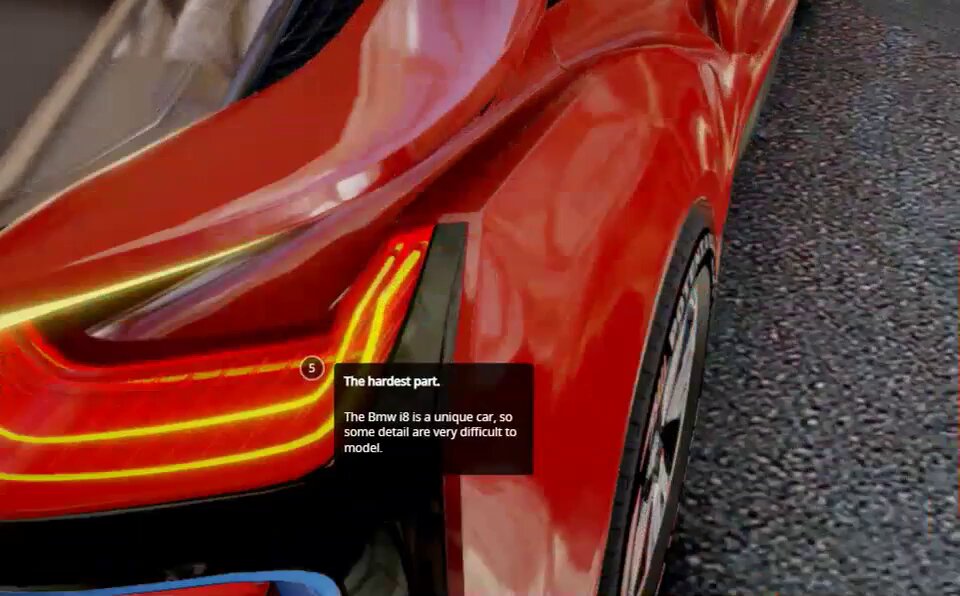 5
The hardest part.
The Bmw i8 is a unique car, so
some detail are very difficult to
model.